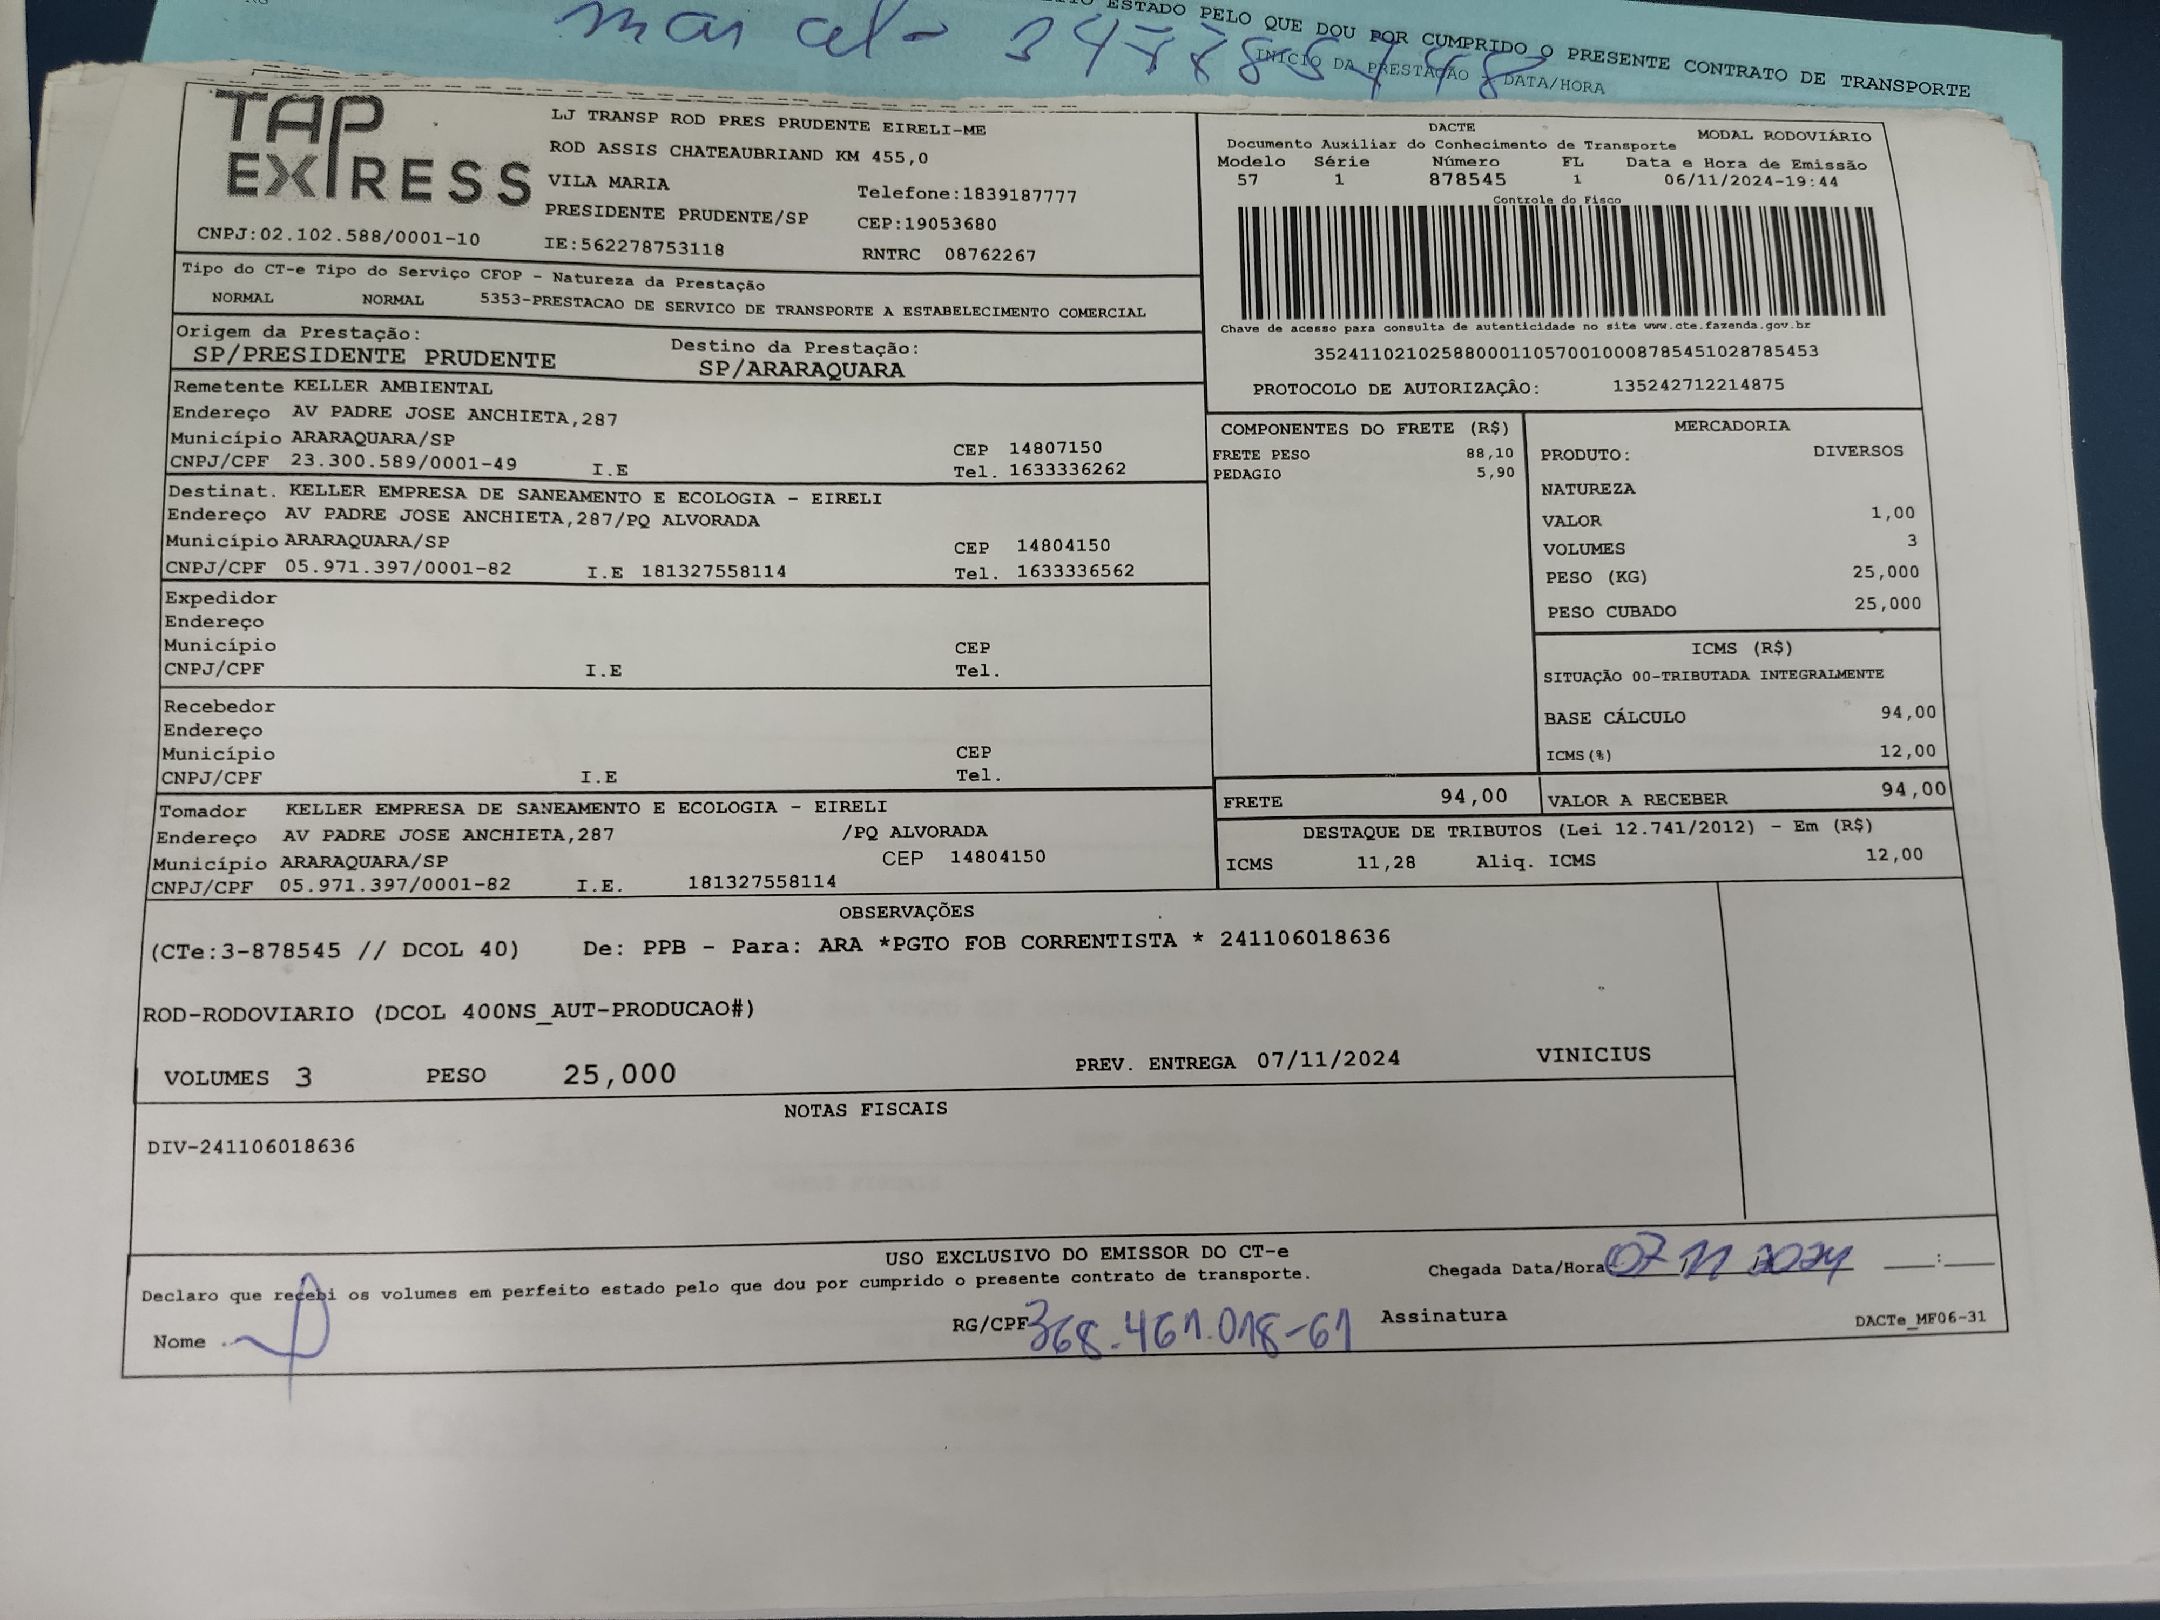 ESTADO PELO QUE DOU POR CUMPRIDO O PRESENTE CONTRATO DE TRANSPORTE
INÍCIO DA PRESTAÇÃO - DATA/HORA
TAP EXPRESS
CNPJ:02.102.588/0001-10
LJ TRANSP ROD PRES PRUDENTE EIRELI-ME
ROD ASSIS CHATEAUBRIAND KM 455,0
VILA MARIA Telefone:1839187777
PRESIDENTE PRUDENTE/SP CEP:19053680
IE:562278753118 RNTRC 08762267
DACTE MODAL RODOVIÁRIO
Documento Auxiliar do Conhecimento de Transporte
Modelo Série Número FL Data e Hora de Emissão
57 1 878545 1 06/11/2024-19:44
Controle do Fisco
Chave de acesso para consulta de autenticidade no site www.cte.fazenda.gov.br
35241102102588000110570010008785451028785453
PROTOCOLO DE AUTORIZAÇÃO: 135242712214875
Tipo do CT-e Tipo do Serviço CFOP - Natureza da Prestação
NORMAL NORMAL 5353-PRESTACAO DE SERVICO DE TRANSPORTE A ESTABELECIMENTO COMERCIAL
Origem da Prestação: Destino da Prestação:
SP/PRESIDENTE PRUDENTE SP/ARARAQUARA
Remetente KELLER AMBIENTAL
Endereço AV PADRE JOSE ANCHIETA,287
Município ARARAQUARA/SP CEP 14807150
CNPJ/CPF 23.300.589/0001-49 I.E Tel. 1633336262
Destinat. KELLER EMPRESA DE SANEAMENTO E ECOLOGIA - EIRELI
Endereço AV PADRE JOSE ANCHIETA,287/PQ ALVORADA
Município ARARAQUARA/SP CEP 14804150
CNPJ/CPF 05.971.397/0001-82 I.E 181327558114 Tel. 1633336562
Expedidor
Endereço
Município CEP
CNPJ/CPF I.E Tel.
Recebedor
Endereço
Município CEP
CNPJ/CPF I.E Tel.
Tomador KELLER EMPRESA DE SANEAMENTO E ECOLOGIA - EIRELI
Endereço AV PADRE JOSE ANCHIETA,287 /PQ ALVORADA
Município ARARAQUARA/SP CEP 14804150
CNPJ/CPF 05.971.397/0001-82 I.E. 181327558114
COMPONENTES DO FRETE (R$)
FRETE PESO 88,10
PEDAGIO 5,90
MERCADORIA
PRODUTO: DIVERSOS
NATUREZA
VALOR 1,00
VOLUMES 3
PESO (KG) 25,000
PESO CUBADO 25,000
ICMS (R$)
SITUAÇÃO 00-TRIBUTADA INTEGRALMENTE
BASE CÁLCULO 94,00
ICMS(%) 12,00
FRETE 94,00 VALOR A RECEBER 94,00
DESTAQUE DE TRIBUTOS (Lei 12.741/2012) - Em (R$)
ICMS 11,28 Aliq. ICMS 12,00
OBSERVAÇÕES
(CTe:3-878545 // DCOL 40) De: PPB - Para: ARA *PGTO FOB CORRENTISTA * 241106018636
ROD-RODOVIARIO (DCOL 400NS_AUT-PRODUCAO#)
VOLUMES 3 PESO 25,000 PREV. ENTREGA 07/11/2024 VINICIUS
NOTAS FISCAIS
DIV-241106018636
USO EXCLUSIVO DO EMISSOR DO CT-e
Declaro que recebi os volumes em perfeito estado pelo que dou por cumprido o presente contrato de transporte. Chegada Data/Hora 07 11 2024 __:__
Nome RG/CPF 368.461.018-61 Assinatura DACTe_MF06-31